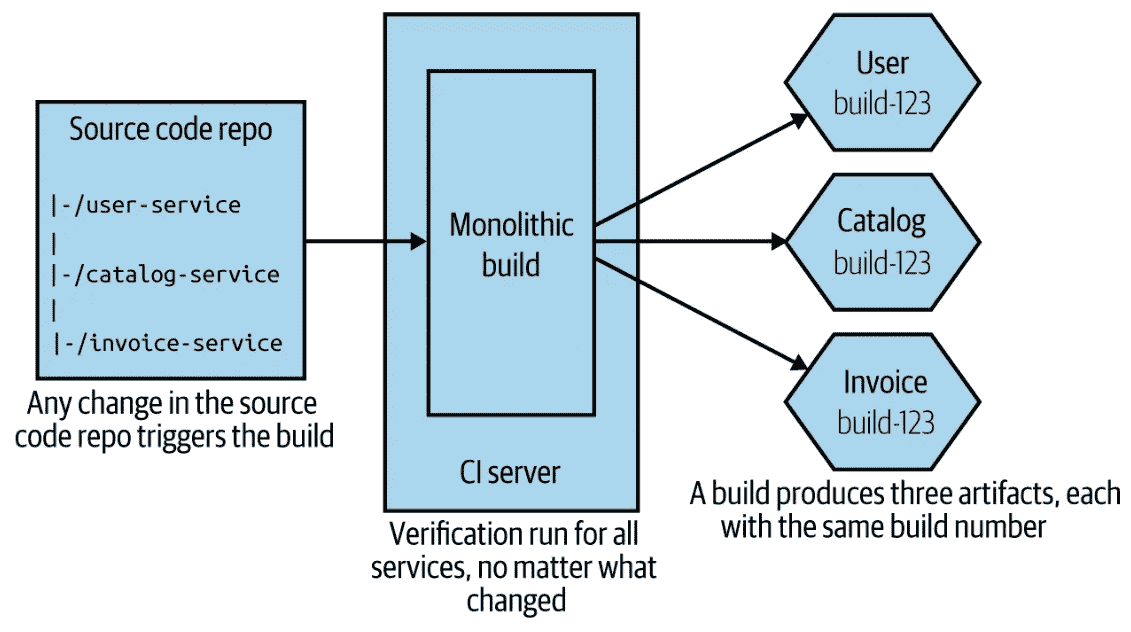 Source code repo
|-/user-service
|
|-/catalog-service
|
|-/invoice-service
Any change in the source
code repo triggers the build
Monolithic
build
CI server
Verification run for all
services, no matter what
changed
User
build-123
Catalog
build-123
Invoice
build-123
A build produces three artifacts, each
with the same build number